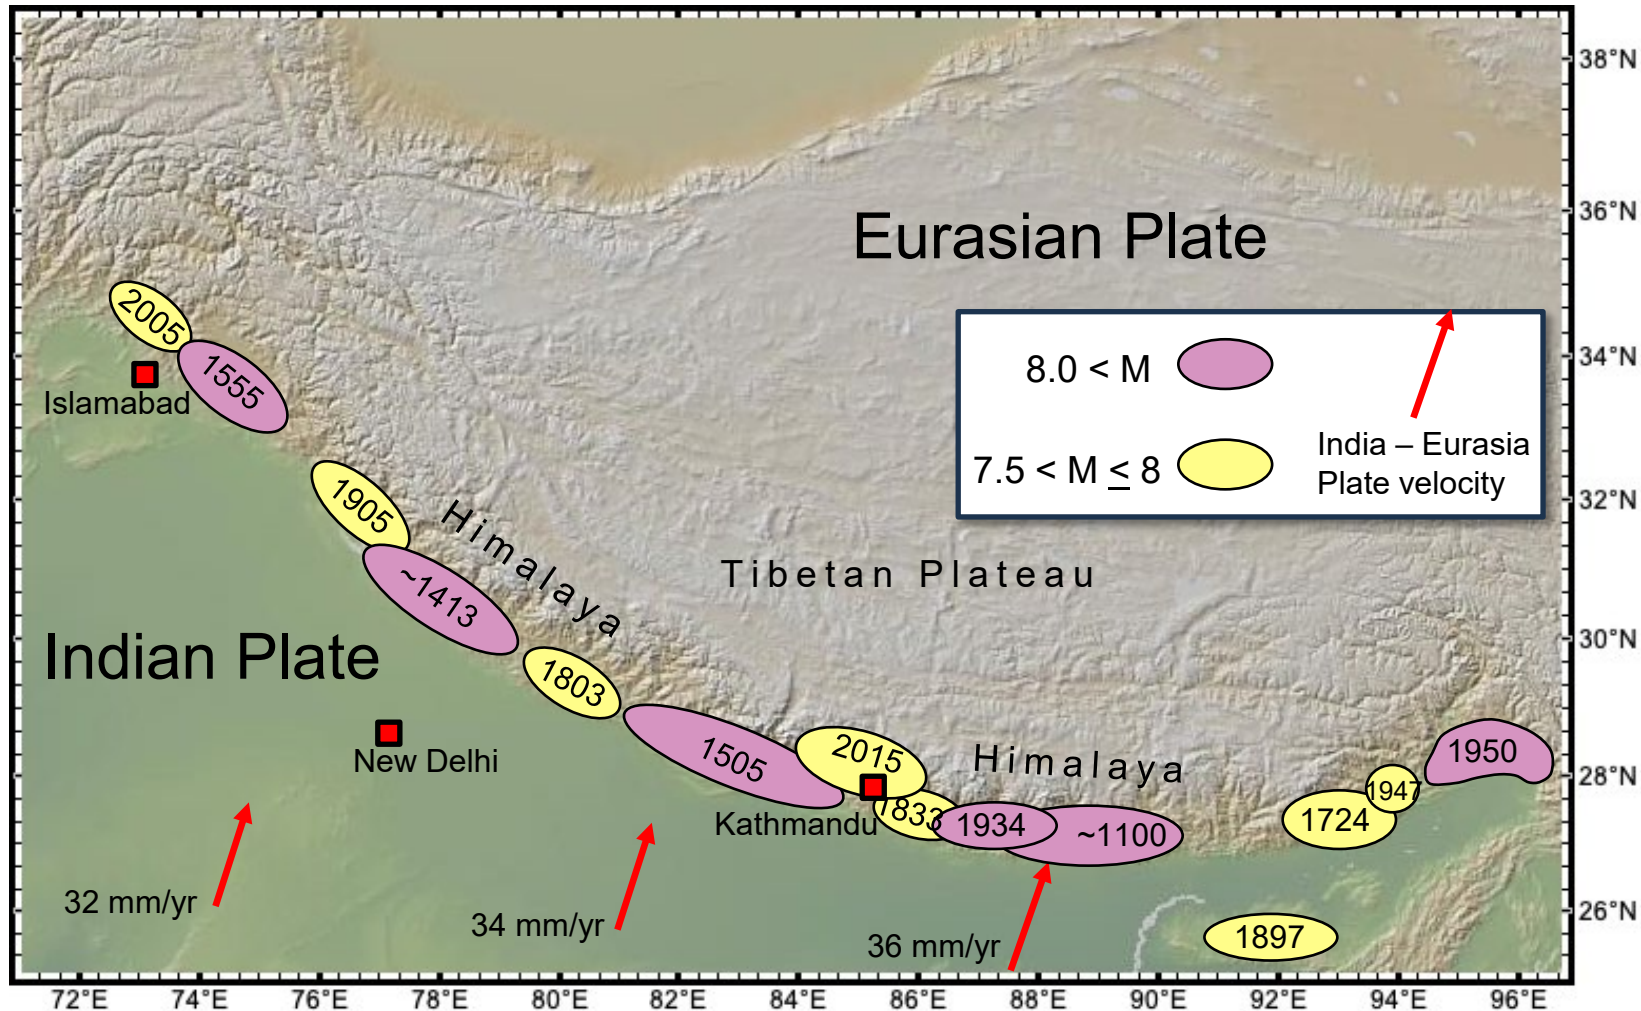 38°N
36°N
Eurasian Plate
2005
34°N
8.0 < M
1555
Islamabad
India – Eurasia
Plate velocity
7.5 < M ≤ 8
32°N
1905
Himalaya
Tibetan Plateau
~1413
30°N
Indian Plate
1803
New Delhi
1505
2015
Himalaya
1950
28°N
1947
Kathmandu
1833
1934
~1100
1724
32 mm/yr
34 mm/yr
36 mm/yr
26°N
1897
72°E 74°E 76°E 78°E 80°E 82°E 84°E 86°E 88°E 90°E 92°E 94°E 96°E